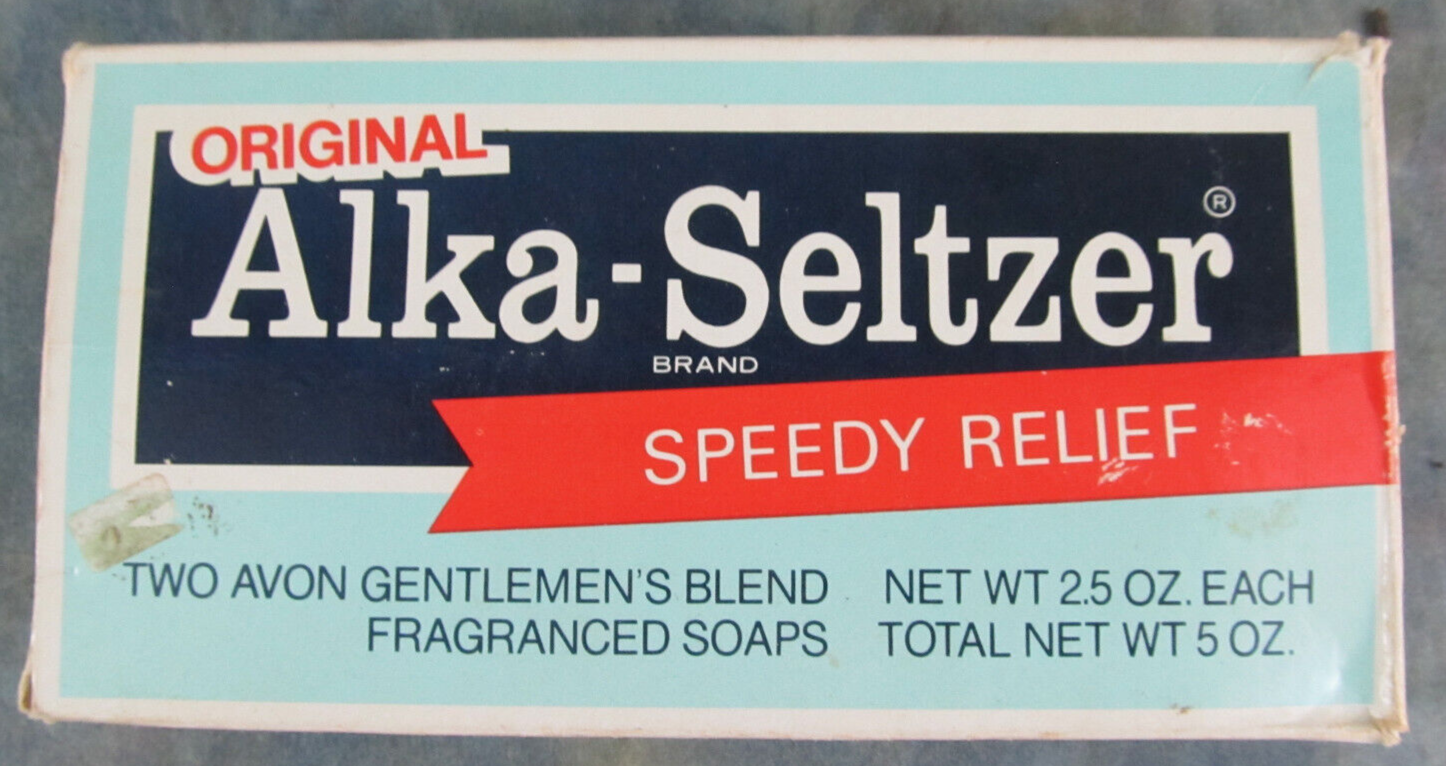 ORIGINAL
Alka-Seltzer®
BRAND
SPEEDY RELIEF
TWO AVON GENTLEMEN'S BLEND
FRAGRANCED SOAPS
NET WT 2.5 OZ. EACH
TOTAL NET WT 5 OZ.